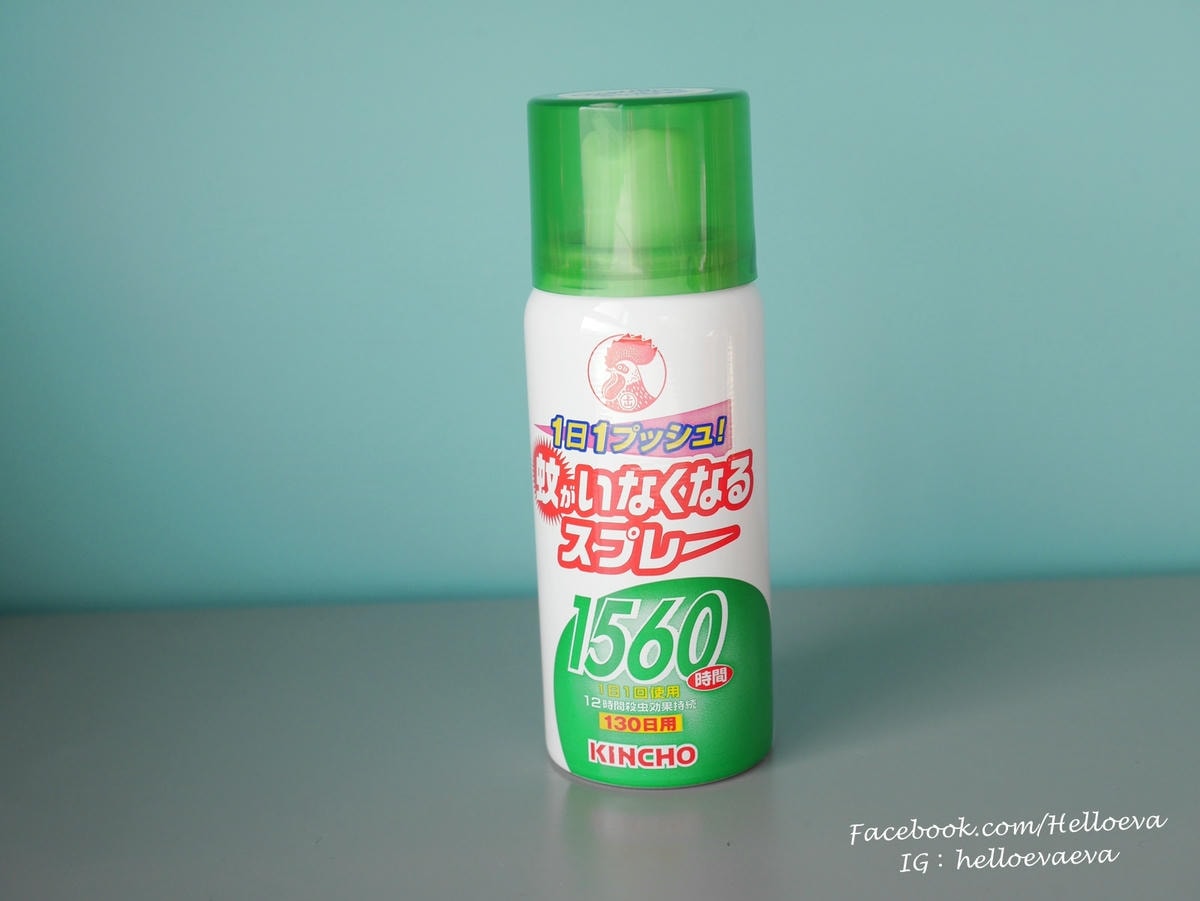 1日1プッシュ!
蚊がいなくなる
スプレー
1560
時間
1日1回使用
12時間殺虫効果持続
130日用
KINCHO
Facebook.com/Helloeva
IG：helloevaeva